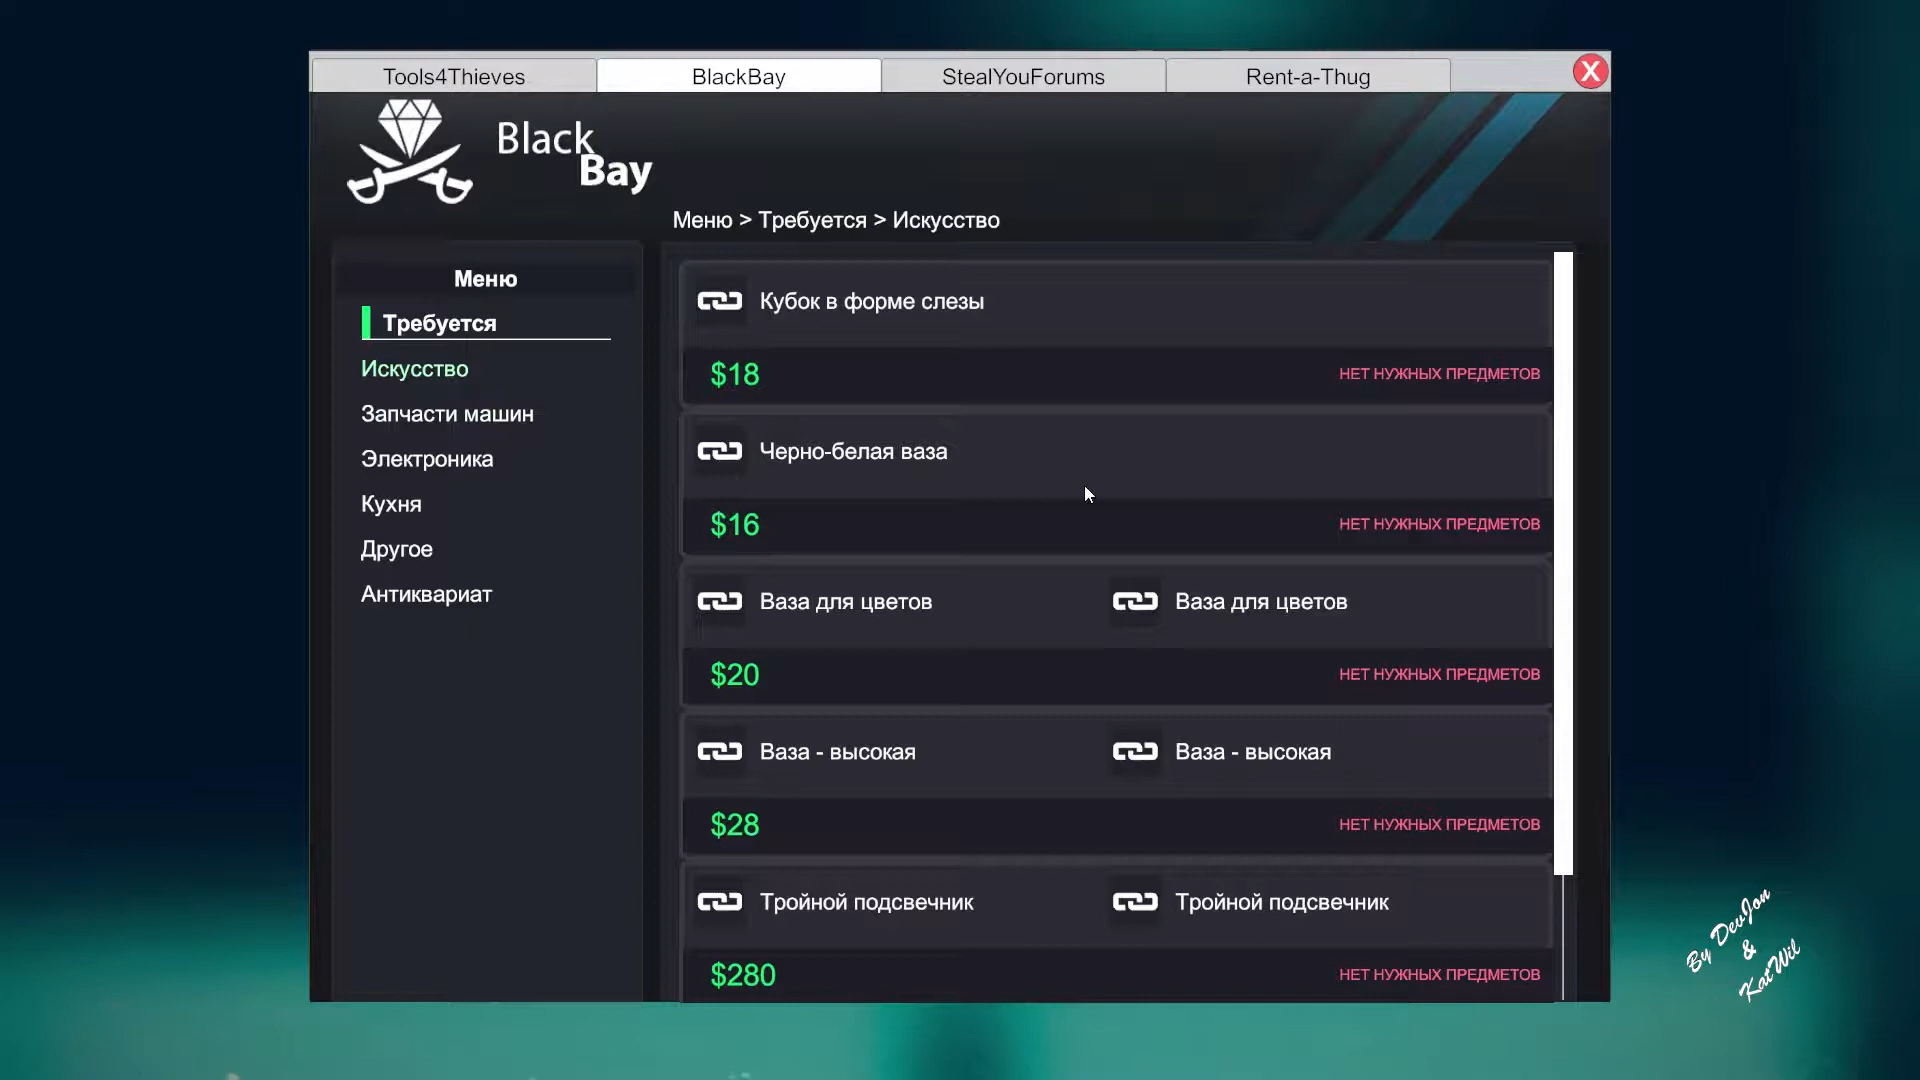 Tools4Thieves BlackBay StealYouForums Rent-a-Thug X
Black
Bay
Меню > Требуется > Искусство
Меню
Требуется
Искусство
Запчасти машин
Электроника
Кухня
Другое
Антиквариат
Кубок в форме слезы
$18 НЕТ НУЖНЫХ ПРЕДМЕТОВ
Черно-белая ваза
$16 НЕТ НУЖНЫХ ПРЕДМЕТОВ
Ваза для цветов Ваза для цветов
$20 НЕТ НУЖНЫХ ПРЕДМЕТОВ
Ваза - высокая Ваза - высокая
$28 НЕТ НУЖНЫХ ПРЕДМЕТОВ
Тройной подсвечник Тройной подсвечник
$280 НЕТ НУЖНЫХ ПРЕДМЕТОВ
By DevJon
&
KatWil